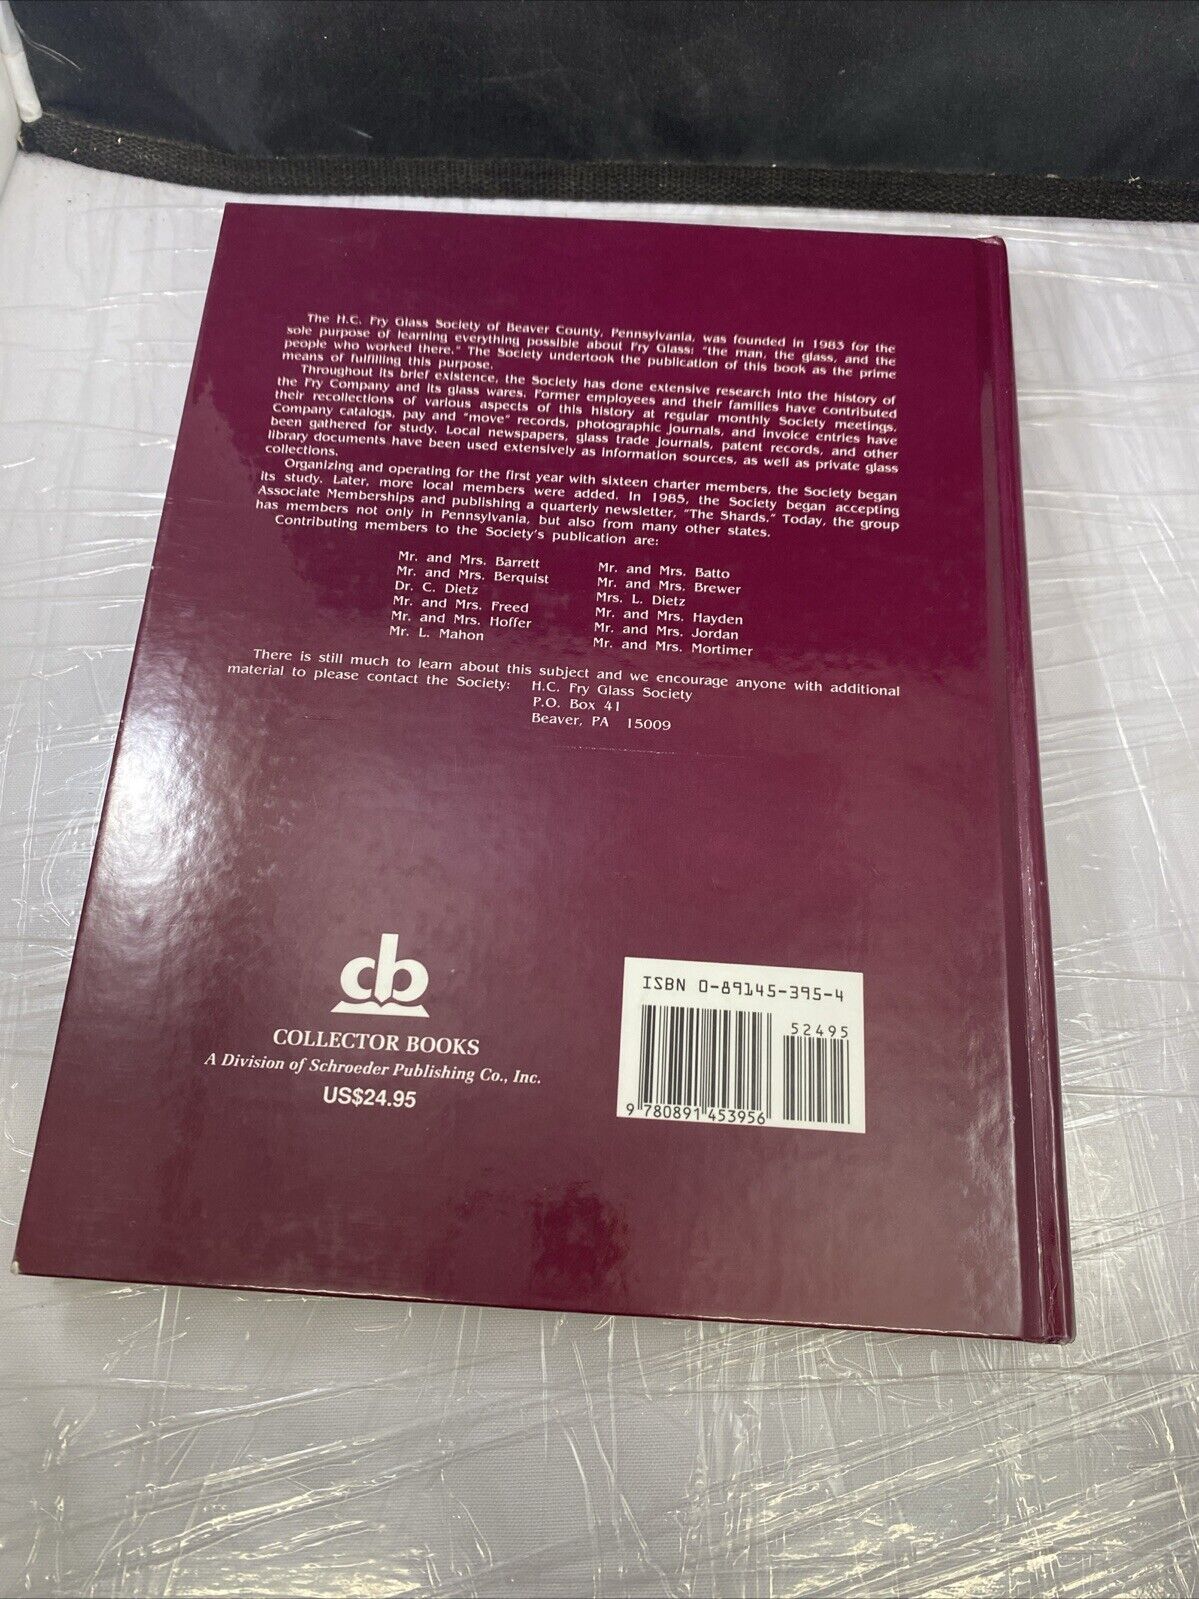 The H.C. Fry Glass Society of Beaver County, Pennsylvania, was founded in 1983 for the
sole purpose of learning everything possible about Fry Glass: "the man, the glass, and the
people who worked there." The Society undertook the publication of this book as the prime
means of fulfilling this purpose.
Throughout its brief existence, the Society has done extensive research into the history of
the Fry Company and its glass wares. Former employees and their families have contributed
their recollections of various aspects of this history at regular monthly Society meetings.
Company catalogs, pay and "move" records, photographic journals, and invoice entries have
been gathered for study. Local newspapers, glass trade journals, patent records, and other
library documents have been used extensively as information sources, as well as private glass
collections.
Organizing and operating for the first year with sixteen charter members, the Society began
its study. Later, more local members were added. In 1985, the Society began accepting
Associate Memberships and publishing a quarterly newsletter, "The Shards." Today, the group
has members not only in Pennsylvania, but also from many other states.
Contributing members to the Society's publication are:
Mr. and Mrs. Barrett
Mr. and Mrs. Berquist
Dr. C. Dietz
Mr. and Mrs. Freed
Mr. and Mrs. Hoffer
Mr. L. Mahon
Mr. and Mrs. Batto
Mr. and Mrs. Brewer
Mrs. L. Dietz
Mr. and Mrs. Hayden
Mr. and Mrs. Jordan
Mr. and Mrs. Mortimer
There is still much to learn about this subject and we encourage anyone with additional
material to please contact the Society: H.C. Fry Glass Society
P.O. Box 41
Beaver, PA 15009
cb
COLLECTOR BOOKS
A Division of Schroeder Publishing Co., Inc.
US$24.95
ISBN 0-89145-395-4
52495
9 780891 453956